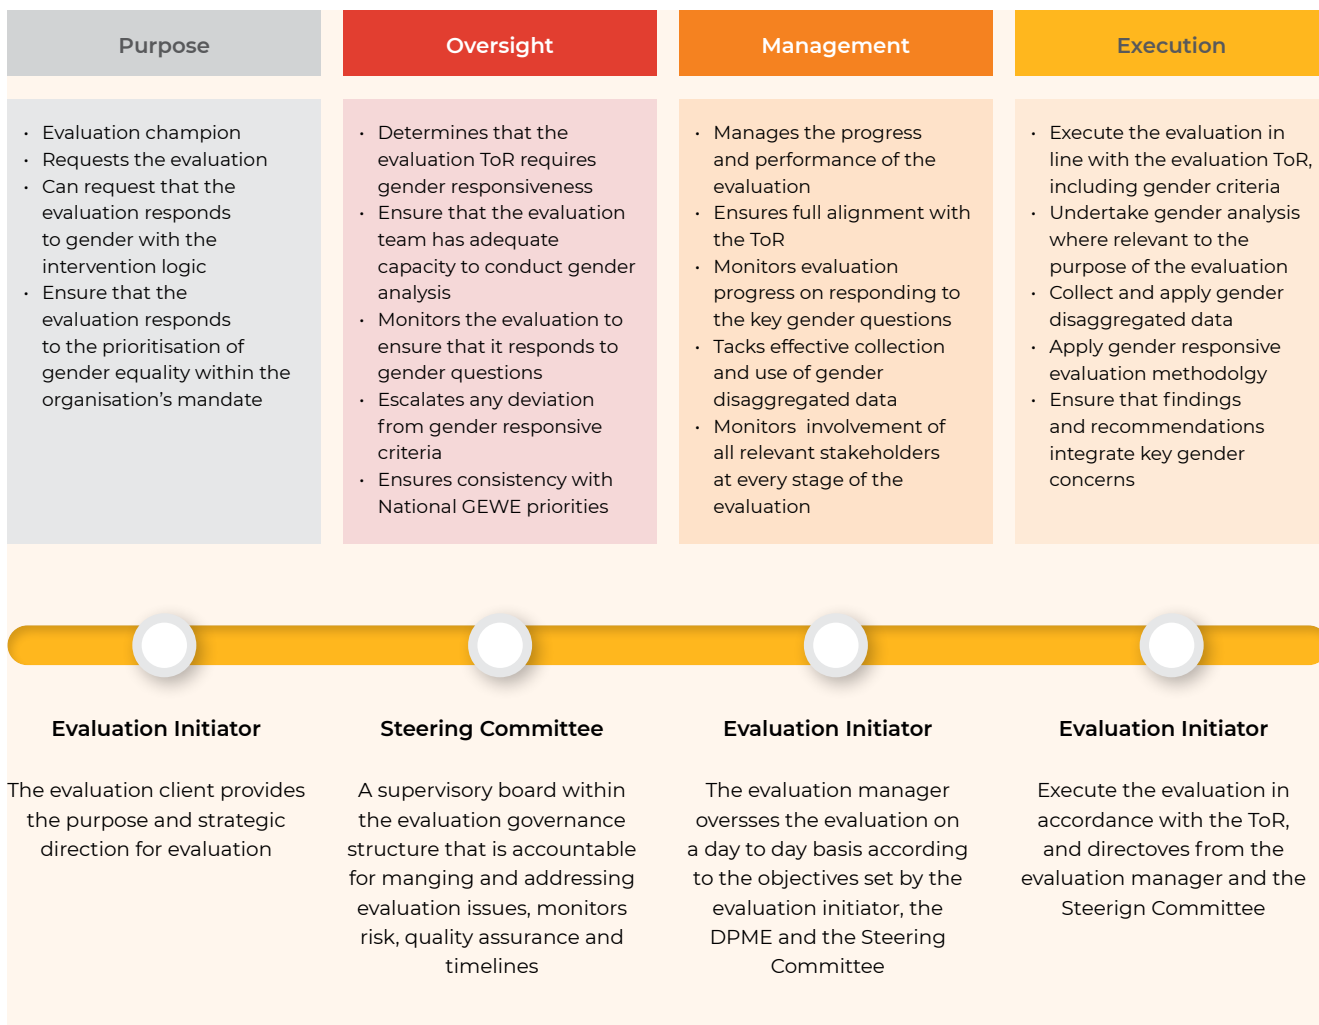 Purpose
• Evaluation champion
• Requests the evaluation
• Can request that the
evaluation responds
to gender with the
intervention logic
• Ensure that the
evaluation responds
to the prioritisation of
gender equality within the
organisation’s mandate
Oversight
• Determines that the
evaluation ToR requires
gender responsiveness
• Ensure that the evaluation
team has adequate
capacity to conduct gender
analysis
• Monitors the evaluation to
ensure that it responds to
gender questions
• Escalates any deviation
from gender responsive
criteria
• Ensures consistency with
National GEWE priorities
Management
• Manages the progress
and performance of the
evaluation
• Ensures full alignment with
the ToR
• Monitors evaluation
progress on responding to
the key gender questions
• Tacks effective collection
and use of gender
disaggregated data
• Monitors involvement of
all relevant stakeholders
at every stage of the
evaluation
Execution
• Execute the evaluation in
line with the evaluation ToR,
including gender criteria
• Undertake gender analysis
where relevant to the
purpose of the evaluation
• Collect and apply gender
disaggregated data
• Apply gender responsive
evaluation methodolgy
• Ensure that findings
and recommendations
integrate key gender
concerns
Evaluation Initiator
The evaluation client provides
the purpose and strategic
direction for evaluation
Steering Committee
A supervisory board within
the evaluation governance
structure that is accountable
for manging and addressing
evaluation issues, monitors
risk, quality assurance and
timelines
Evaluation Initiator
The evaluation manager
oversses the evaluation on
a day to day basis according
to the objectives set by the
evaluation initiator, the
DPME and the Steering
Committee
Evaluation Initiator
Execute the evaluation in
accordance with the ToR,
and directoves from the
evaluation manager and the
Steerign Committee